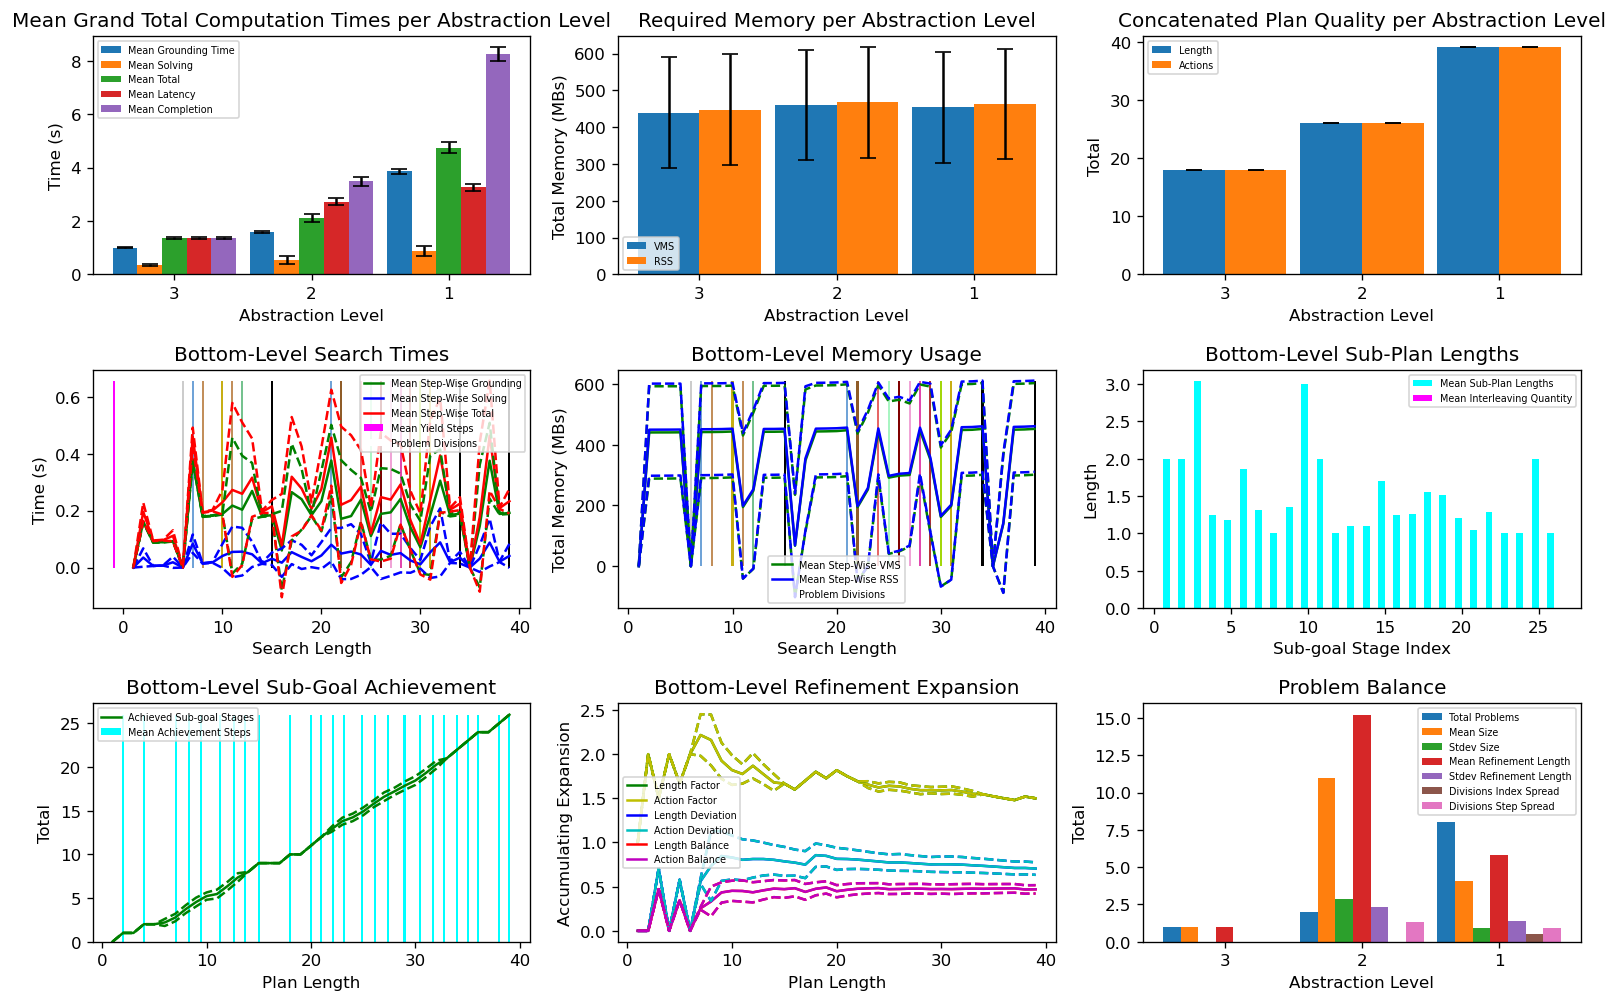 Mean Grand Total Computation Times per Abstraction Level
Time (s)
8
6
4
2
0
Mean Grounding Time
Mean Solving
Mean Total
Mean Latency
Mean Completion
3
2
1
Abstraction Level
Required Memory per Abstraction Level
Total Memory (MBs)
600
500
400
300
200
100
0
VMS
RSS
3
2
1
Abstraction Level
Concatenated Plan Quality per Abstraction Level
Total
40
30
20
10
0
Length
Actions
3
2
1
Abstraction Level
Bottom-Level Search Times
Time (s)
0.6
0.4
0.2
0.0
Mean Step-Wise Grounding
Mean Step-Wise Solving
Mean Step-Wise Total
Mean Yield Steps
Problem Divisions
0
10
20
30
40
Search Length
Bottom-Level Memory Usage
Total Memory (MBs)
600
400
200
0
Mean Step-Wise VMS
Mean Step-Wise RSS
Problem Divisions
0
10
20
30
40
Search Length
Bottom-Level Sub-Plan Lengths
Length
3.0
2.5
2.0
1.5
1.0
0.5
0.0
Mean Sub-Plan Lengths
Mean Interleaving Quantity
0
5
10
15
20
25
Sub-goal Stage Index
Bottom-Level Sub-Goal Achievement
Total
25
20
15
10
5
0
Achieved Sub-goal Stages
Mean Achievement Steps
0
10
20
30
40
Plan Length
Bottom-Level Refinement Expansion
Accumulating Expansion
2.5
2.0
1.5
1.0
0.5
0.0
Length Factor
Action Factor
Length Deviation
Action Deviation
Length Balance
Action Balance
0
10
20
30
40
Plan Length
Problem Balance
Total
15.0
12.5
10.0
7.5
5.0
2.5
0.0
Total Problems
Mean Size
Stdev Size
Mean Refinement Length
Stdev Refinement Length
Divisions Index Spread
Divisions Step Spread
3
2
1
Abstraction Level